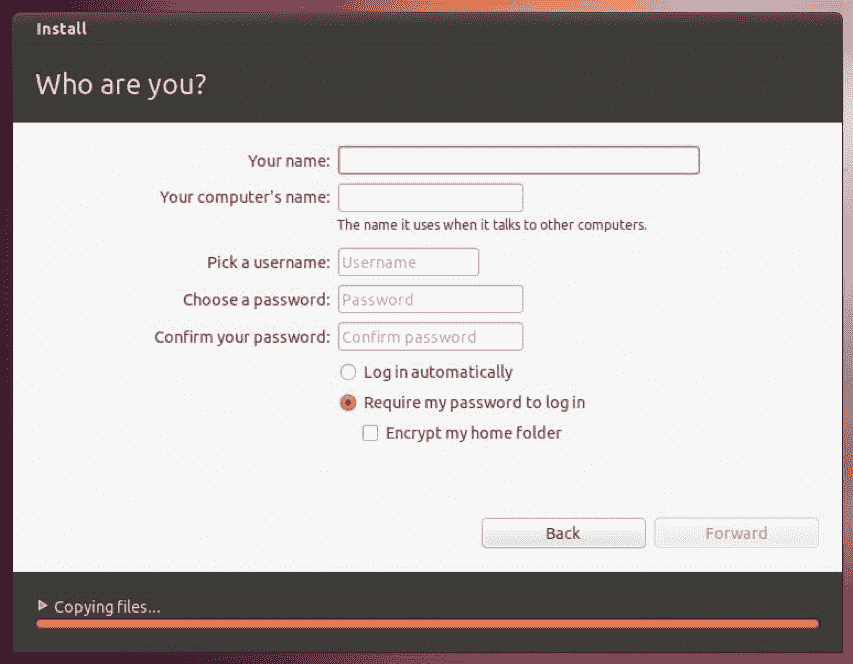 Install
Who are you?
Your name:
Your computer's name:
The name it uses when it talks to other computers.
Pick a username: Username
Choose a password: Password
Confirm your password: Confirm password
Log in automatically
Require my password to log in
Encrypt my home folder
Back Forward
Copying files...